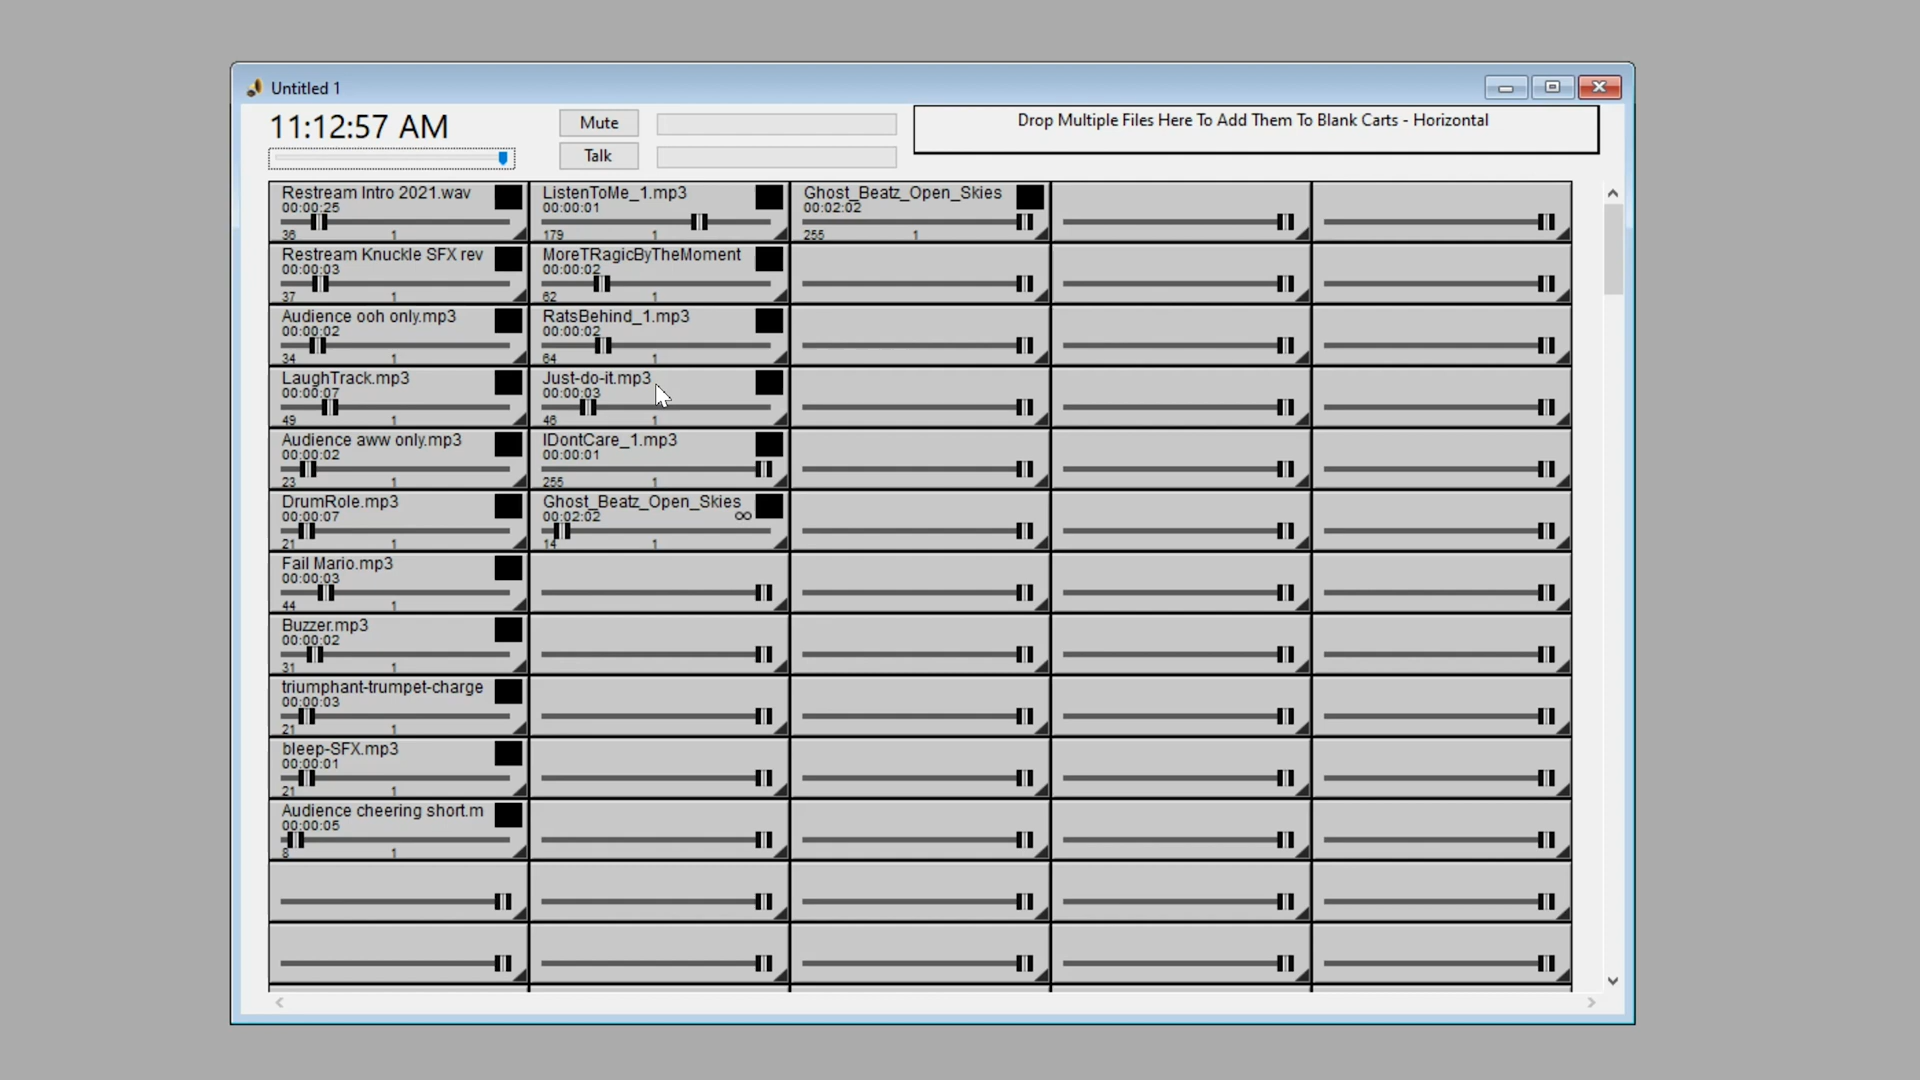 Untitled 1
11:12:57 AM
Mute
Talk
Drop Multiple Files Here To Add Them To Blank Carts - Horizontal
Restream Intro 2021.wav
00:00:25
36 1
ListenToMe_1.mp3
00:00:01
179 1
Ghost_Beatz_Open_Skies
00:02:02
255 1
Restream Knuckle SFX rev
00:00:03
37 1
MoreTRagicByTheMoment
00:00:02
62 1
Audience ooh only.mp3
00:00:02
34 1
RatsBehind_1.mp3
00:00:02
64 1
LaughTrack.mp3
00:00:07
49 1
Just-do-it.mp3
00:00:03
46 1
Audience aww only.mp3
00:00:02
23 1
IDontCare_1.mp3
00:00:01
255 1
DrumRole.mp3
00:00:07
21 1
Ghost_Beatz_Open_Skies
00:02:02 ∞
14 1
Fail Mario.mp3
00:00:03
44 1
Buzzer.mp3
00:00:02
31 1
triumphant-trumpet-charge
00:00:03
21 1
bleep-SFX.mp3
00:00:01
21 1
Audience cheering short.m
00:00:05
8 1